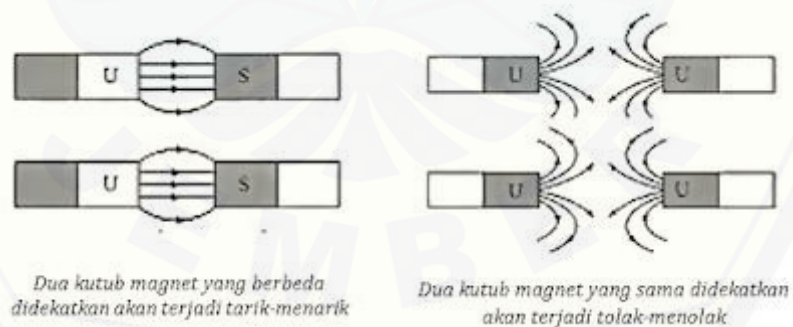 U S
U U
U S
U U
Dua kutub magnet yang berbeda
didekatkan akan terjadi tarik-menarik
Dua kutub magnet yang sama didekatkan
akan terjadi tolak-menolak